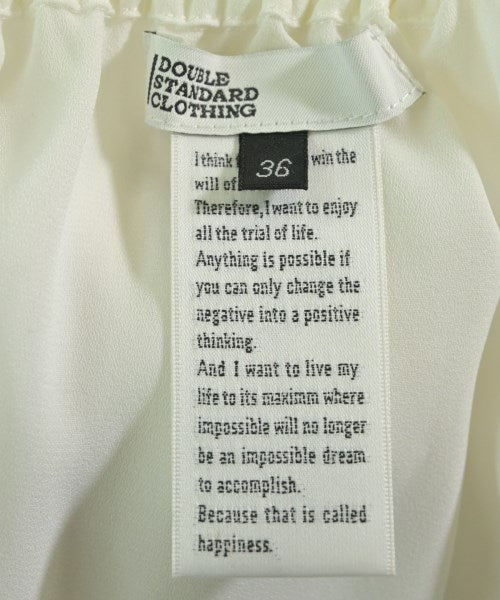 DOUBLE
STANDARD
CLOTHING
36
I think win the
will of
Therefore, I want to enjoy
all the trial of life.
Anything is possible if
you can only change the
negative into a positive
thinking.
And I want to live my
life to its maximm where
impossible will no longer
be an impossible dream
to accomplish.
Because that is called
happiness.